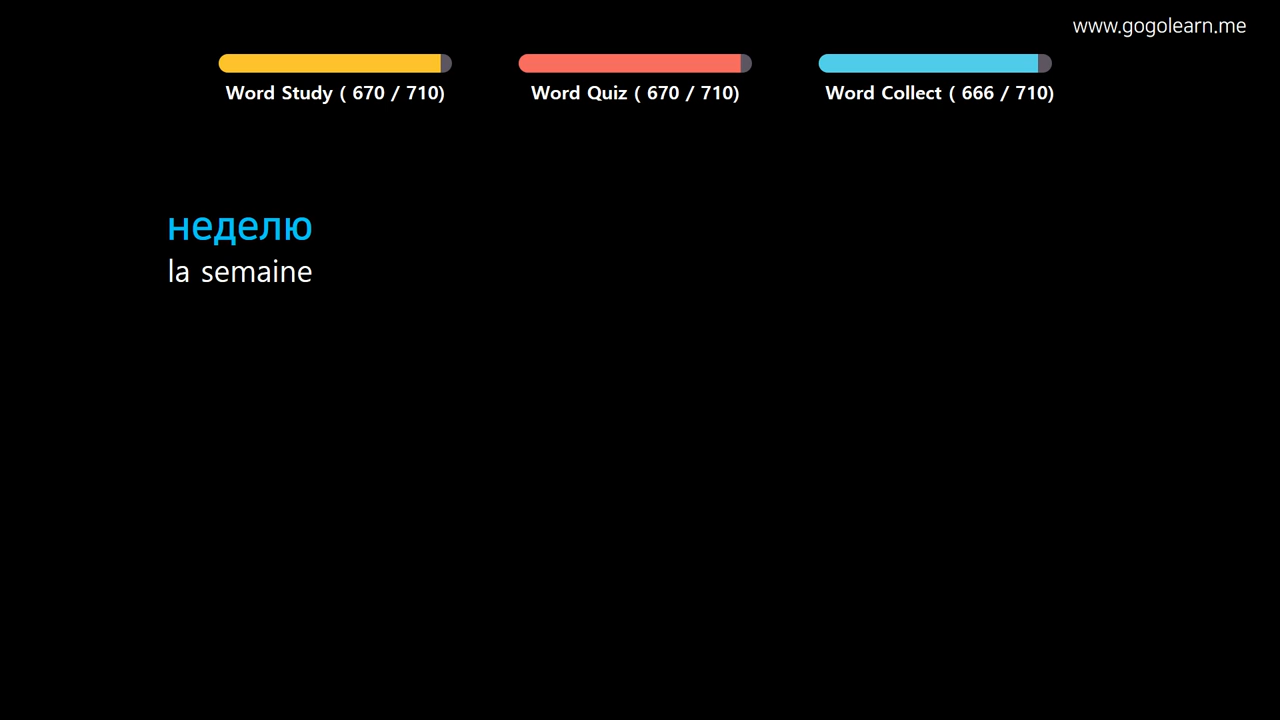 www.gogolearn.me
Word Study ( 670 / 710)
Word Quiz ( 670 / 710)
Word Collect ( 666 / 710)
неделю
la semaine